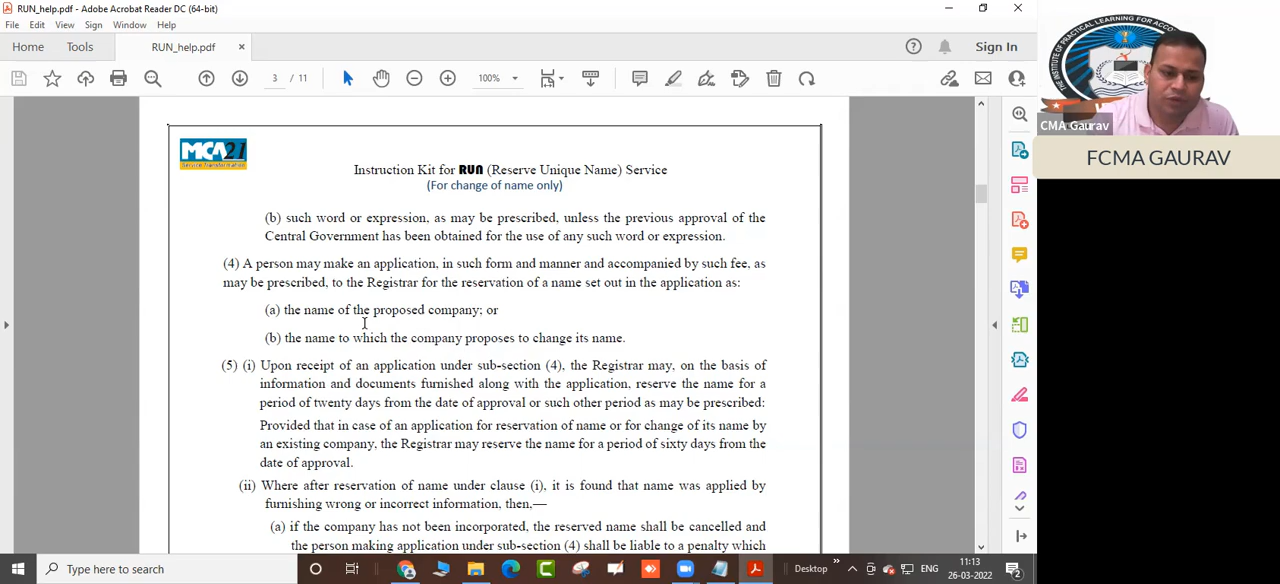 RUN_help.pdf - Adobe Acrobat Reader DC (64-bit)
File Edit View Sign Window Help
Home Tools RUN_help.pdf × Sign In
3 / 11 100%
MCA21
Instruction Kit for RUN (Reserve Unique Name) Service
(For change of name only)
(b) such word or expression, as may be prescribed, unless the previous approval of the
Central Government has been obtained for the use of any such word or expression.
(4) A person may make an application, in such form and manner and accompanied by such fee, as
may be prescribed, to the Registrar for the reservation of a name set out in the application as:
(a) the name of the proposed company; or
(b) the name to which the company proposes to change its name.
(5) (i) Upon receipt of an application under sub-section (4), the Registrar may, on the basis of
information and documents furnished along with the application, reserve the name for a
period of twenty days from the date of approval or such other period as may be prescribed:
Provided that in case of an application for reservation of name or for change of its name by
an existing company, the Registrar may reserve the name for a period of sixty days from the
date of approval.
(ii) Where after reservation of name under clause (i), it is found that name was applied by
furnishing wrong or incorrect information, then,—
(a) if the company has not been incorporated, the reserved name shall be cancelled and
the person making application under sub-section (4) shall be liable to a penalty which
CMA Gaurav
FCMA GAURAV
Type here to search
Desktop
ENG
11:13
26-03-2022
2